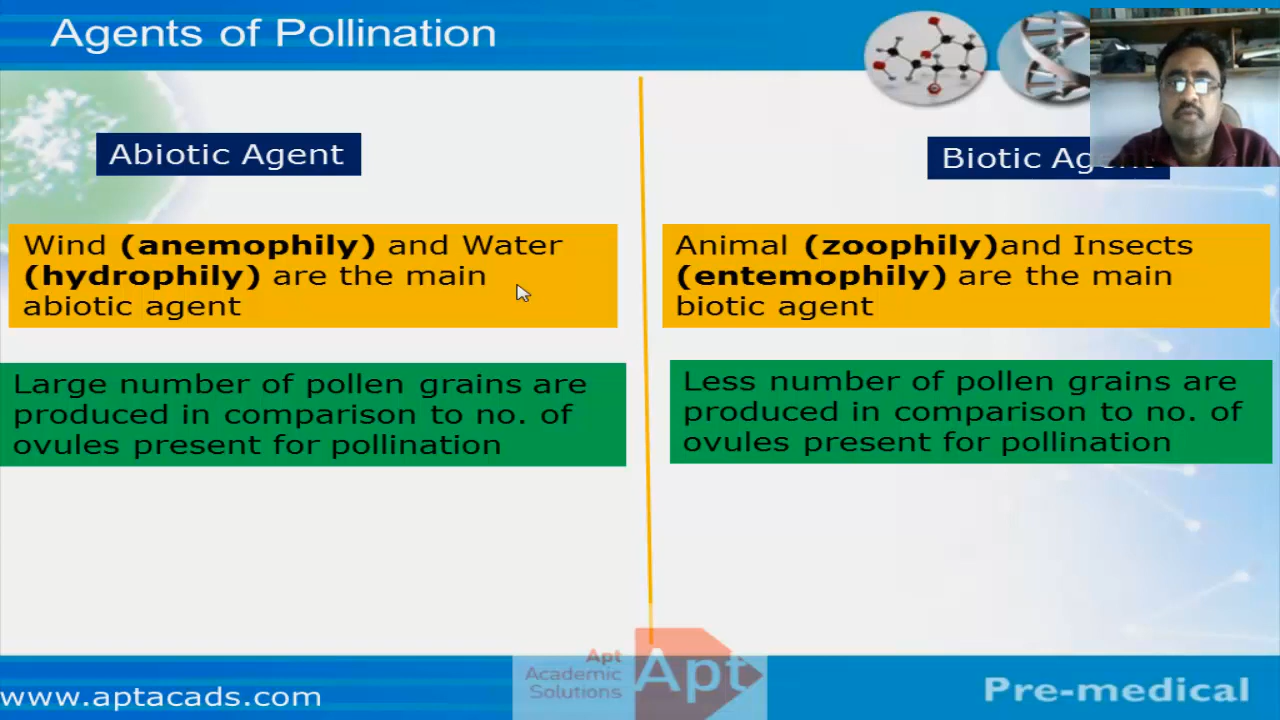 Agents of Pollination
Abiotic Agent
Wind (anemophily) and Water
(hydrophily) are the main
abiotic agent
Large number of pollen grains are
produced in comparison to no. of
ovules present for pollination
Biotic Agent
Animal (zoophily)and Insects
(entemophily) are the main
biotic agent
Less number of pollen grains are
produced in comparison to no. of
ovules present for pollination
www.aptacads.com
Apt
Academic
Solutions
Apt
Pre-medical